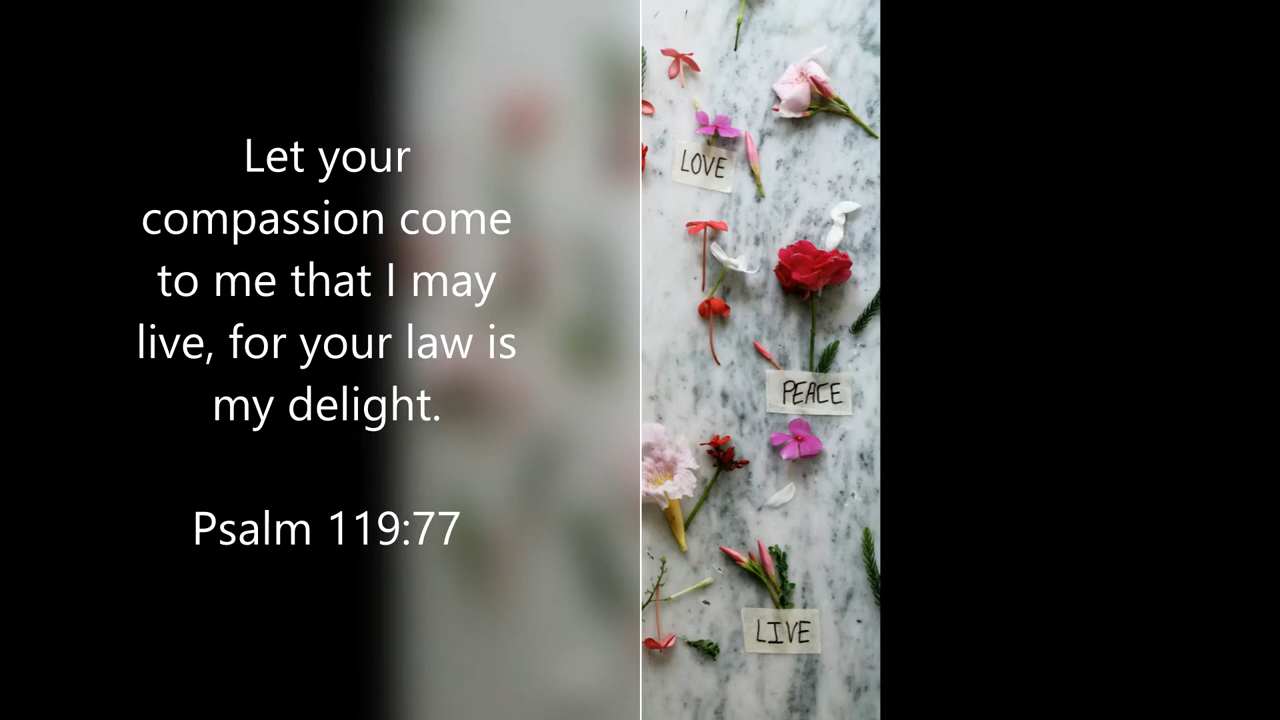 Let your
compassion come
to me that I may
live, for your law is
my delight.
Psalm 119:77
LOVE
PEACE
LIVE